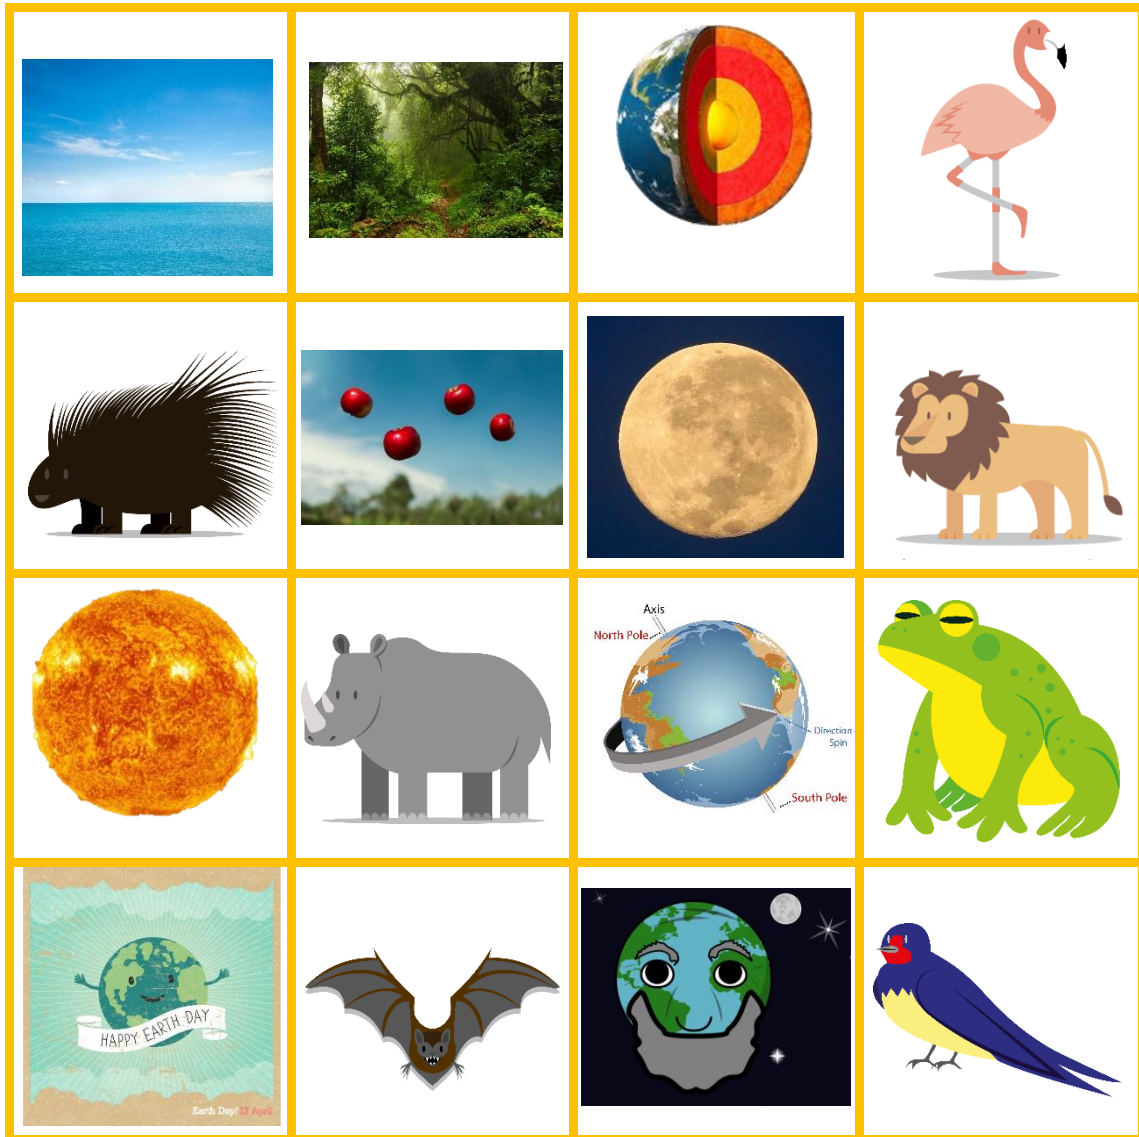 Axis
North Pole
Direction
Spin
South Pole
HAPPY EARTH DAY
Earth Day/ 22 April